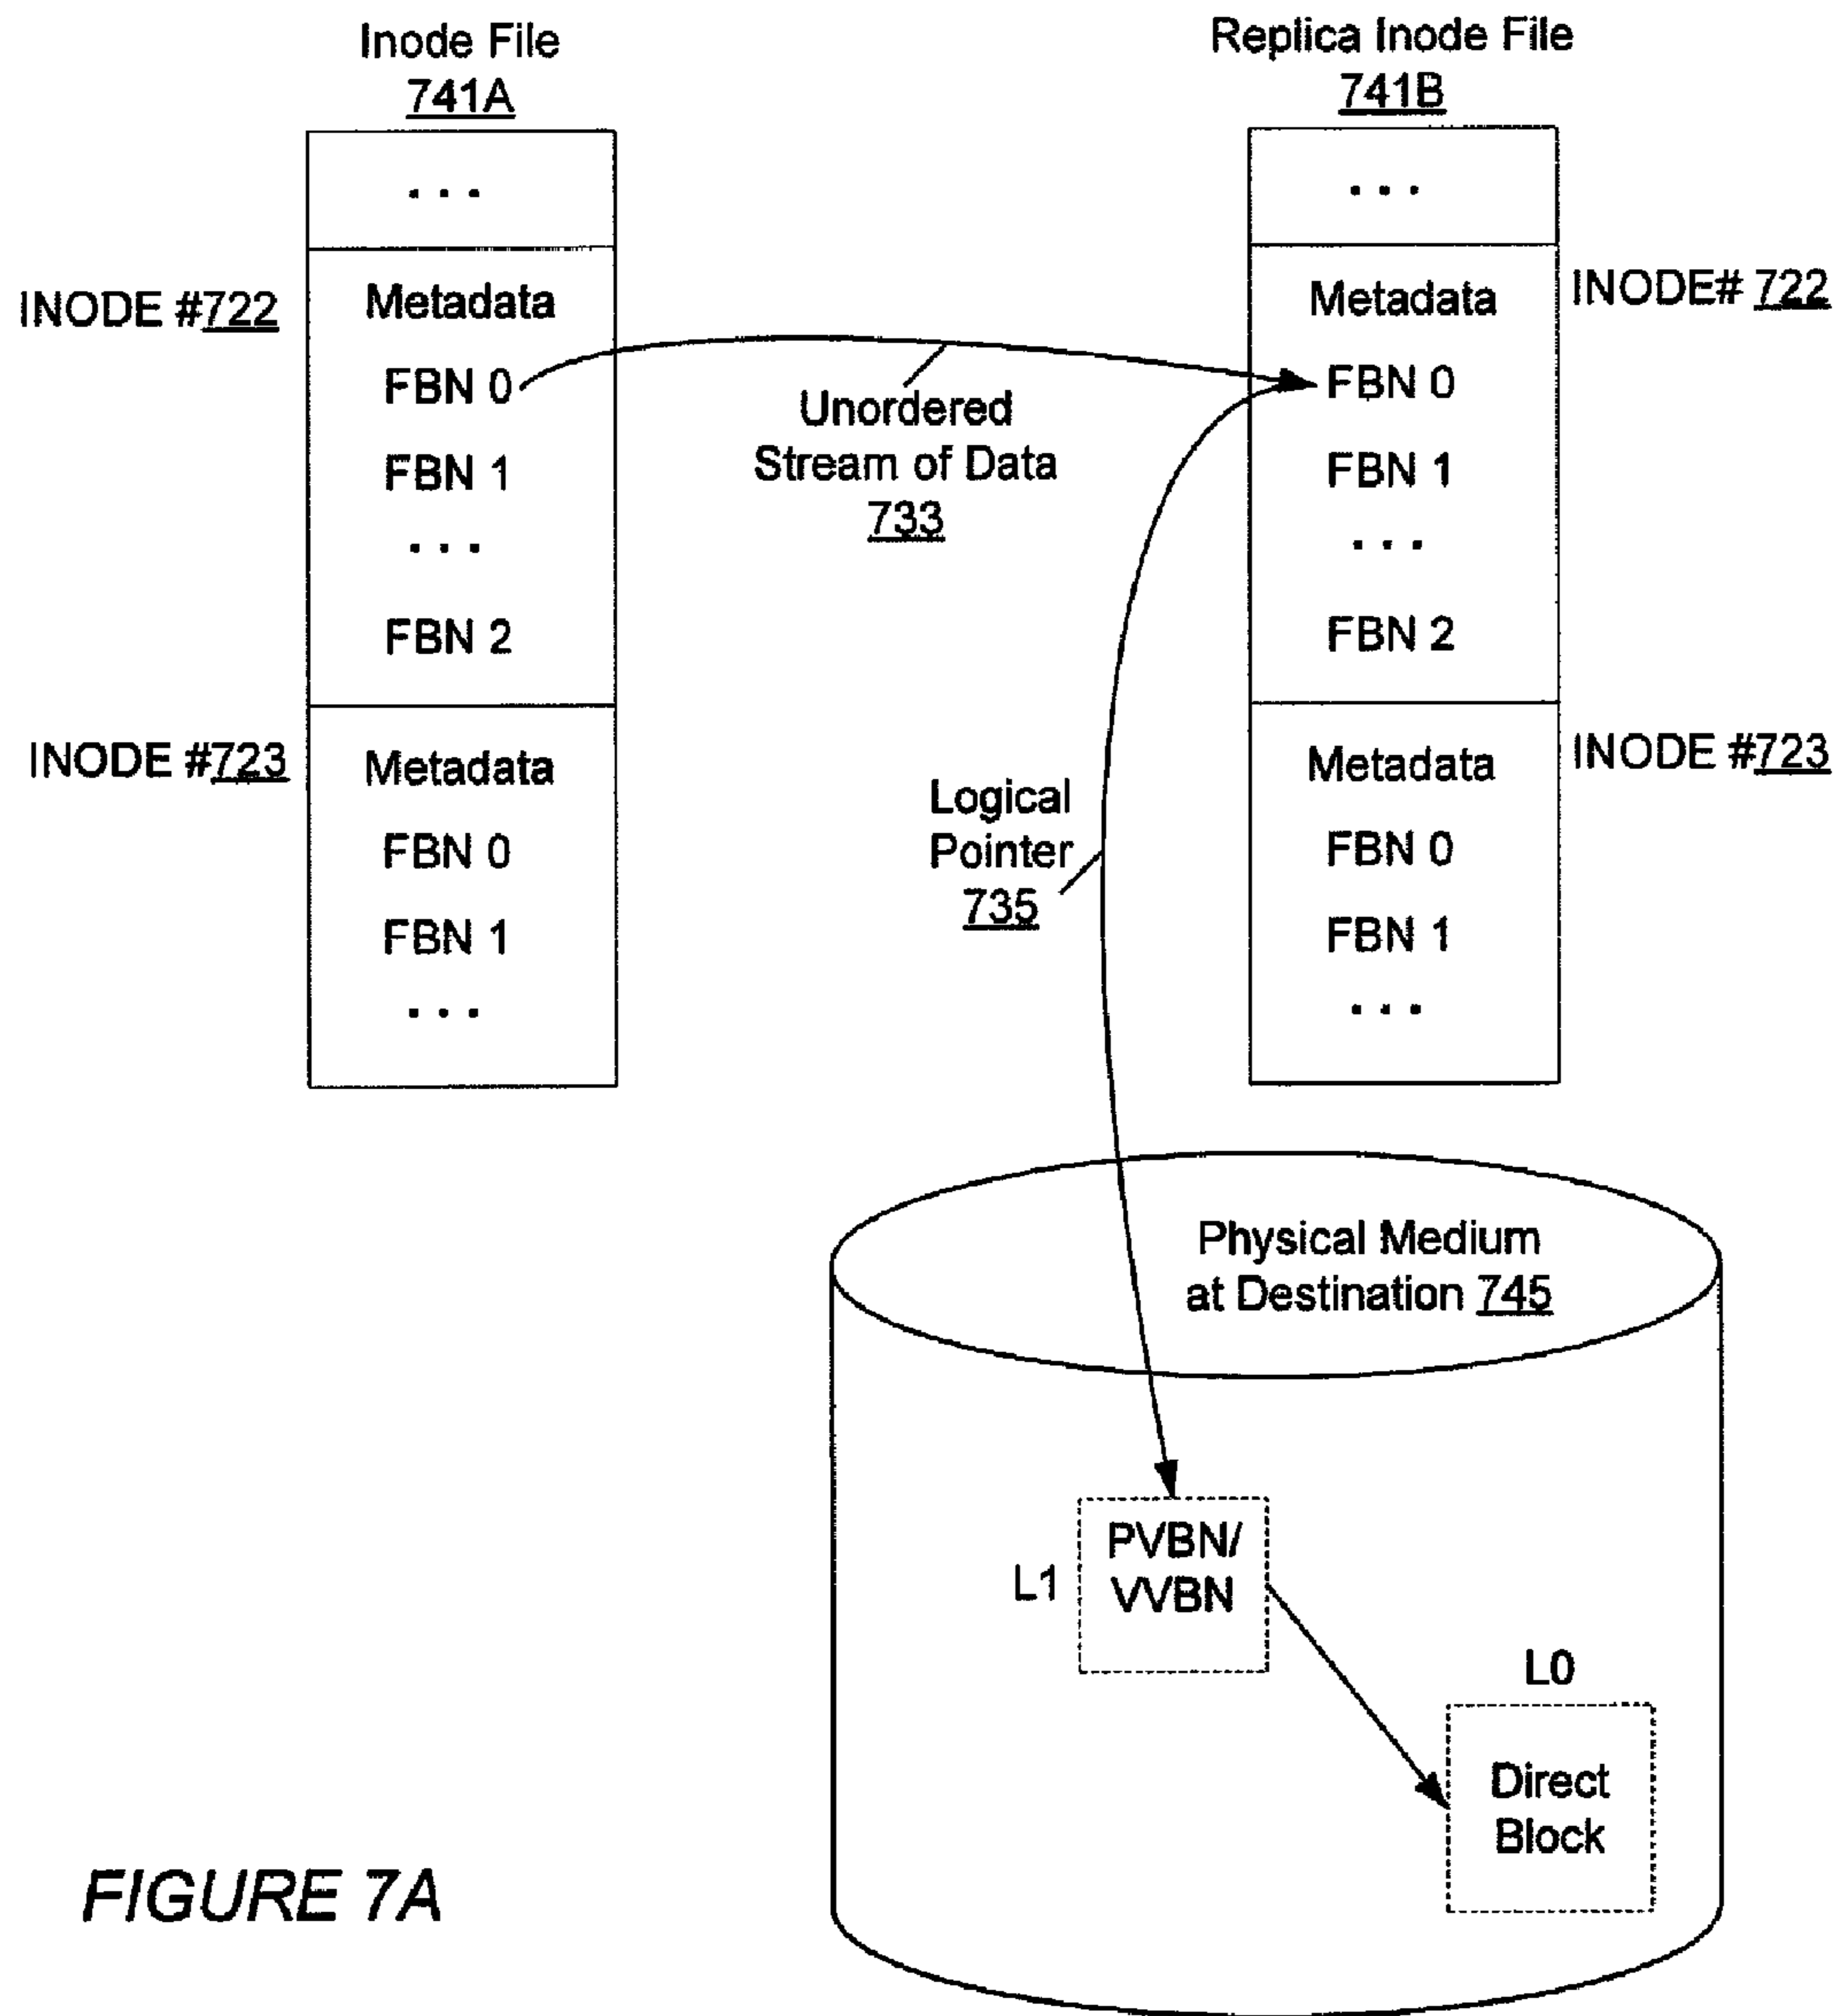 Inode File
741A
. . .
INODE #722
Metadata
FBN 0
FBN 1
. . .
FBN 2
INODE #723
Metadata
FBN 0
FBN 1
. . .
Unordered
Stream of Data
733
Replica Inode File
741B
. . .
INODE# 722
Metadata
FBN 0
FBN 1
. . .
FBN 2
INODE #723
Metadata
FBN 0
FBN 1
. . .
Logical
Pointer
735
Physical Medium
at Destination 745
L1
PVBN/
VVBN
L0
Direct
Block
FIGURE 7A